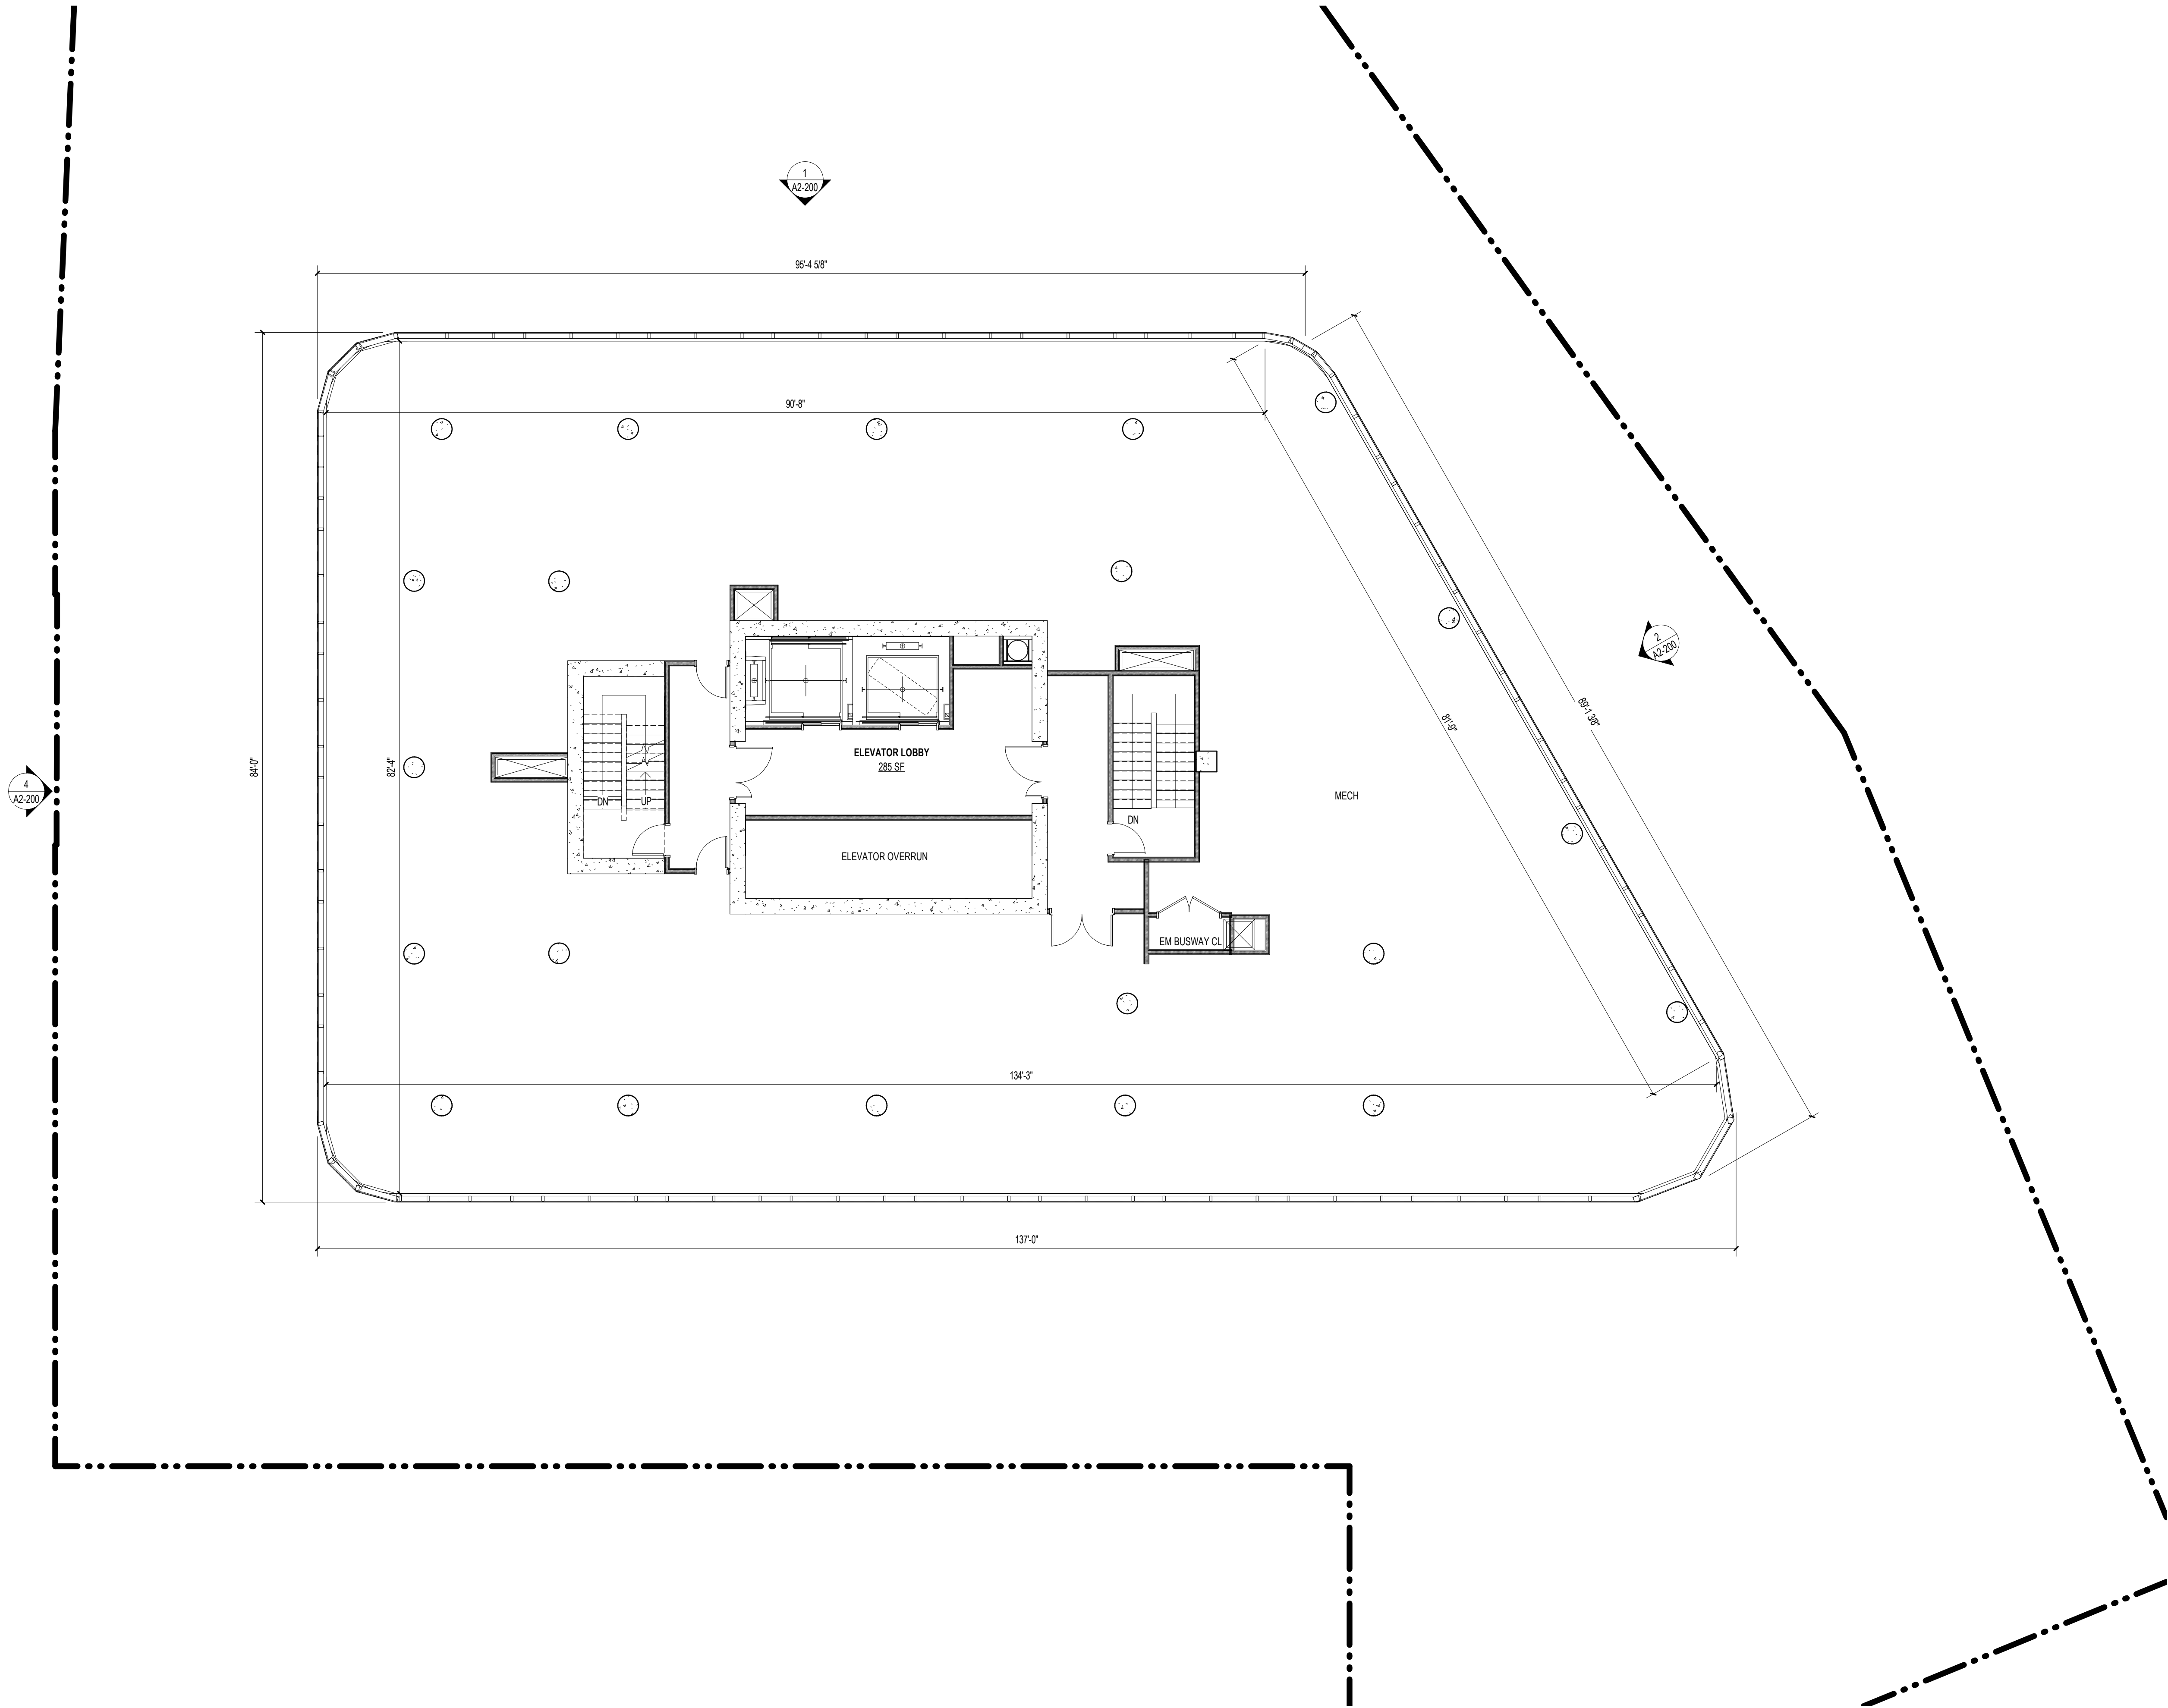 1
A2-200
95'-4 5/8"
90'-8"
2
A2-200
89'-1 3/8"
81'-9"
ELEVATOR LOBBY
285 SF
84'-0"
82'-4"
4
A2-200
DN
UP
MECH
DN
ELEVATOR OVERRUN
EM BUSWAY CL
134'-3"
137'-0"